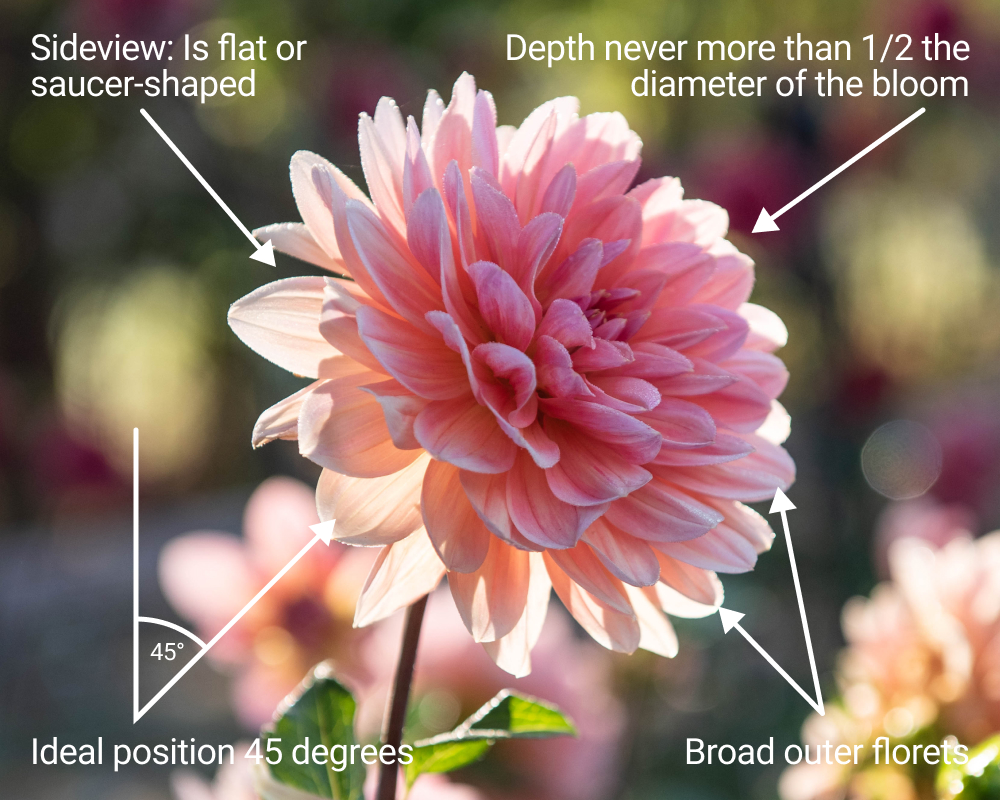 Sideview: Is flat or
saucer-shaped
Depth never more than 1/2 the
diameter of the bloom
45°
Ideal position 45 degrees
Broad outer florets